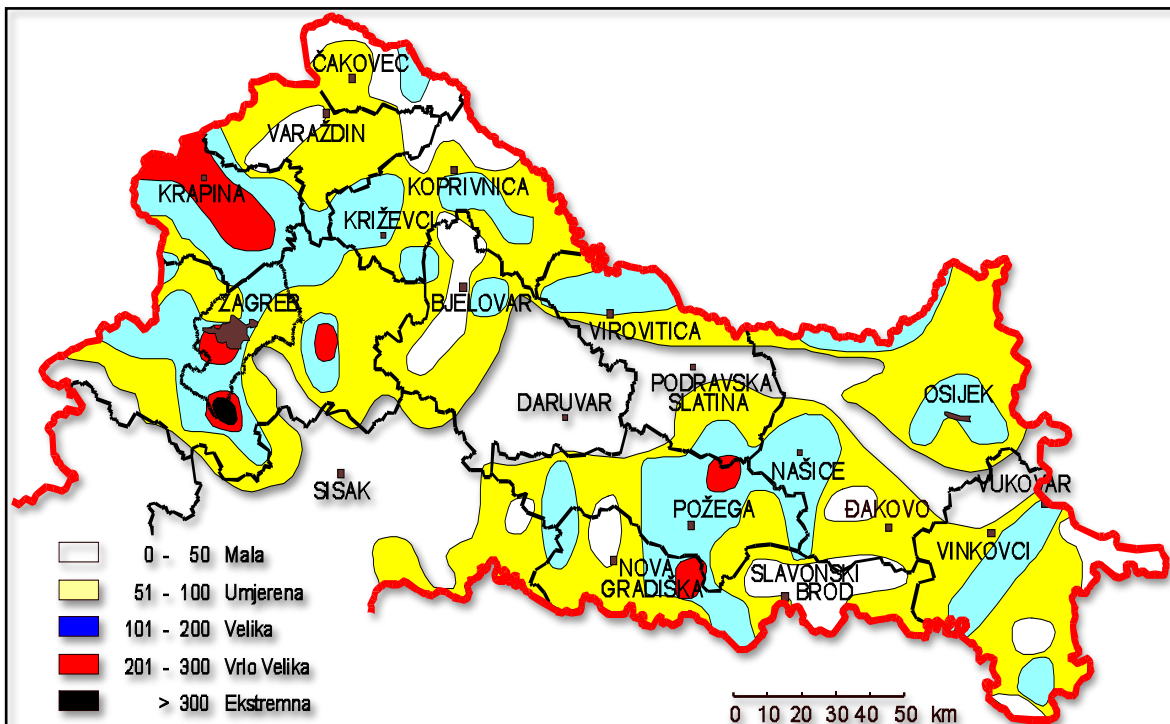 ČAKOVEC
VARAŽDIN
KRAPINA
KOPRIVNICA
KRIŽEVCI
ZAGREB
BJELOVAR
VIROVITICA
PODRAVSKA
SLATINA
DARUVAR
OSIJEK
NAŠICE
SISAK
VUKOVAR
POŽEGA
ĐAKOVO
VINKOVCI
NOVA
GRADIŠKA
SLAVONSKI
BROD
0 - 50 Mala
51 - 100 Umjerena
101 - 200 Velika
201 - 300 Vrlo Velika
> 300 Ekstremna
0 10 20 30 40 50 km